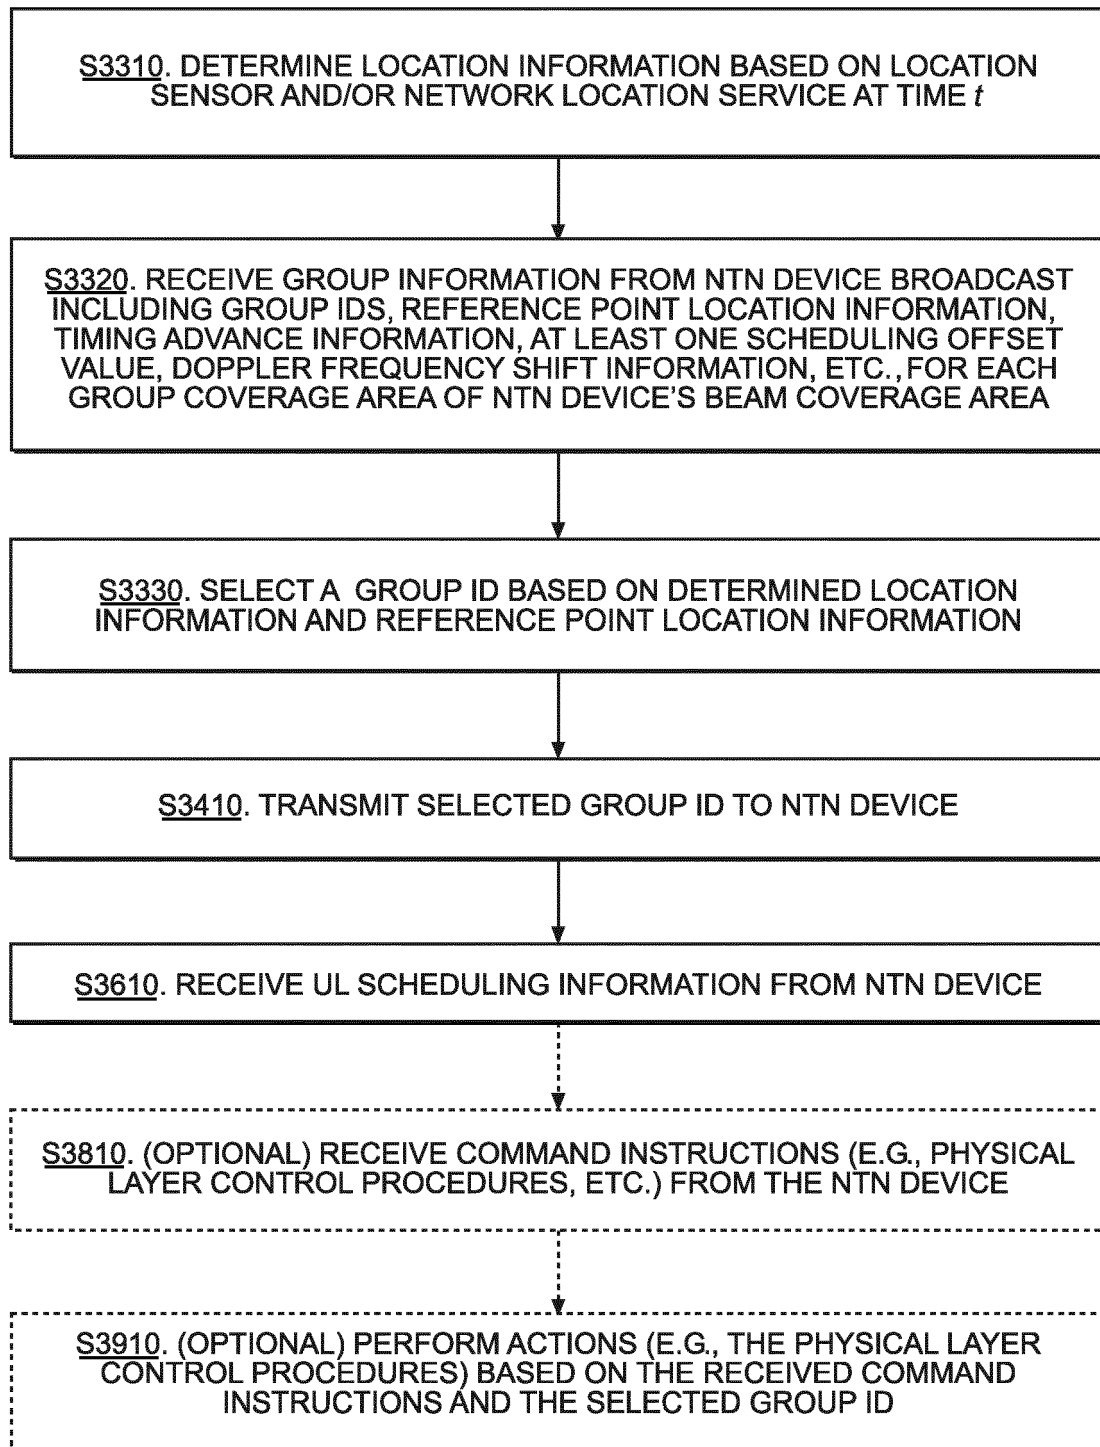 S3310. DETERMINE LOCATION INFORMATION BASED ON LOCATION
SENSOR AND/OR NETWORK LOCATION SERVICE AT TIME t
S3320. RECEIVE GROUP INFORMATION FROM NTN DEVICE BROADCAST
INCLUDING GROUP IDS, REFERENCE POINT LOCATION INFORMATION,
TIMING ADVANCE INFORMATION, AT LEAST ONE SCHEDULING OFFSET
VALUE, DOPPLER FREQUENCY SHIFT INFORMATION, ETC., FOR EACH
GROUP COVERAGE AREA OF NTN DEVICE'S BEAM COVERAGE AREA
S3330. SELECT A GROUP ID BASED ON DETERMINED LOCATION
INFORMATION AND REFERENCE POINT LOCATION INFORMATION
S3410. TRANSMIT SELECTED GROUP ID TO NTN DEVICE
S3610. RECEIVE UL SCHEDULING INFORMATION FROM NTN DEVICE
S3810. (OPTIONAL) RECEIVE COMMAND INSTRUCTIONS (E.G., PHYSICAL
LAYER CONTROL PROCEDURES, ETC.) FROM THE NTN DEVICE
S3910. (OPTIONAL) PERFORM ACTIONS (E.G., THE PHYSICAL LAYER
CONTROL PROCEDURES) BASED ON THE RECEIVED COMMAND
INSTRUCTIONS AND THE SELECTED GROUP ID